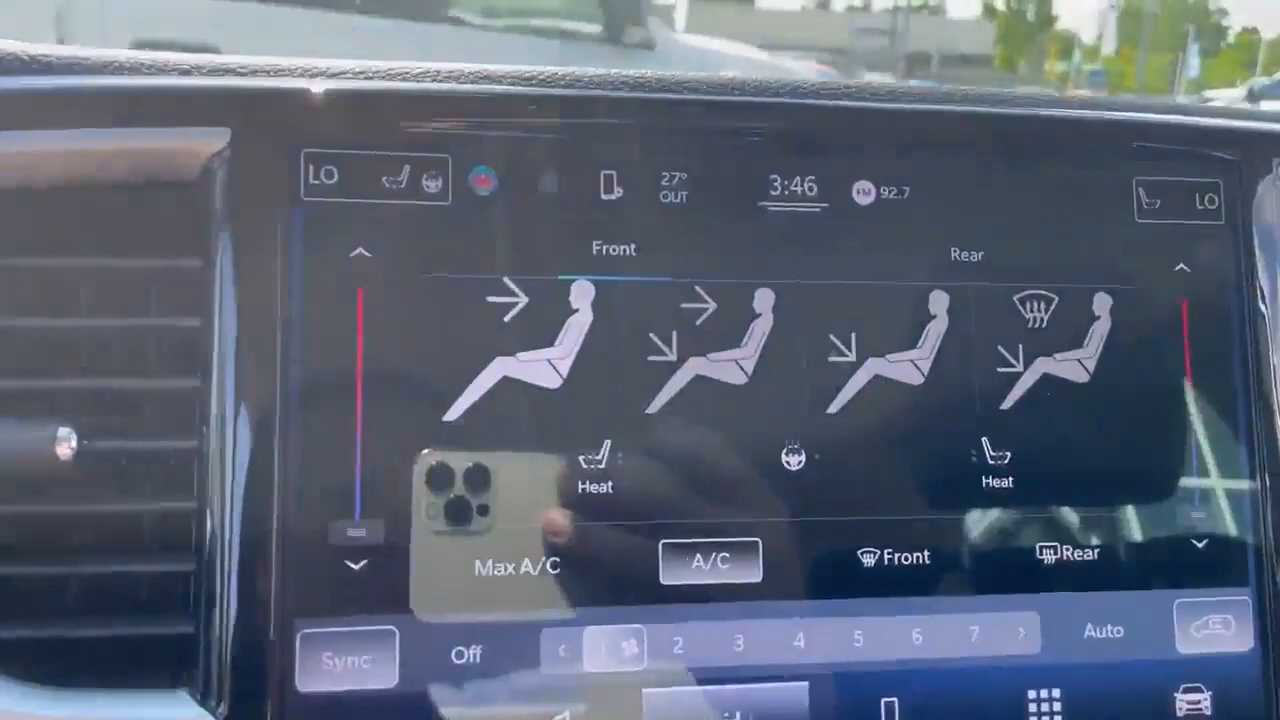 LO
27°
OUT
3:46
FM 92.7
LO
Front
Rear
Heat
Heat
Max A/C
A/C
Front
Rear
Sync
Off
2 3 4 5 6 7
Auto